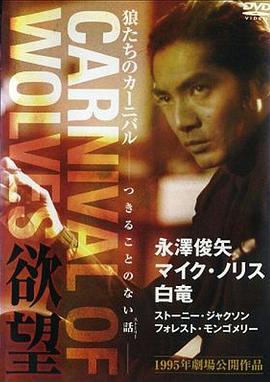 DVD
VIDEO
CARNIVAL OF
WOLVES
狼たちのカーニバル
つきることのない話
欲望
永澤俊矢
マイク・ノリス
白竜
ストーニー・ジャクソン
フォレスト・モンゴメリー
1995年劇場公開作品